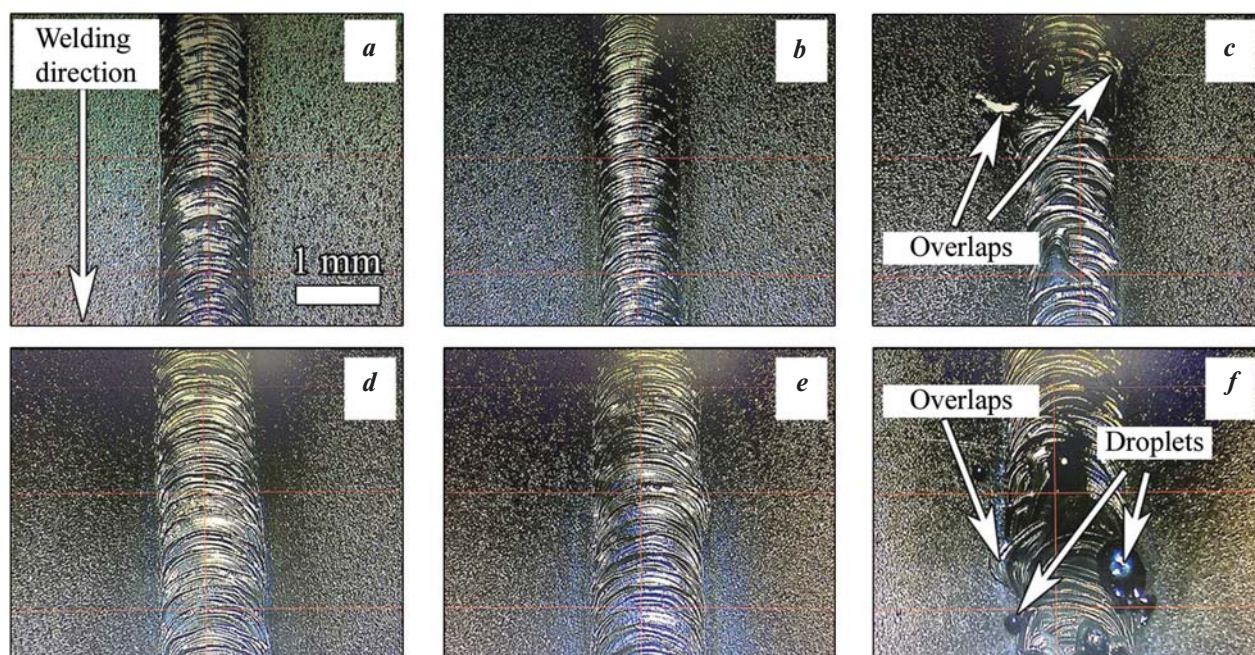 Welding
direction
a
1 mm
b
c
Overlaps
d
e
f
Overlaps
Droplets